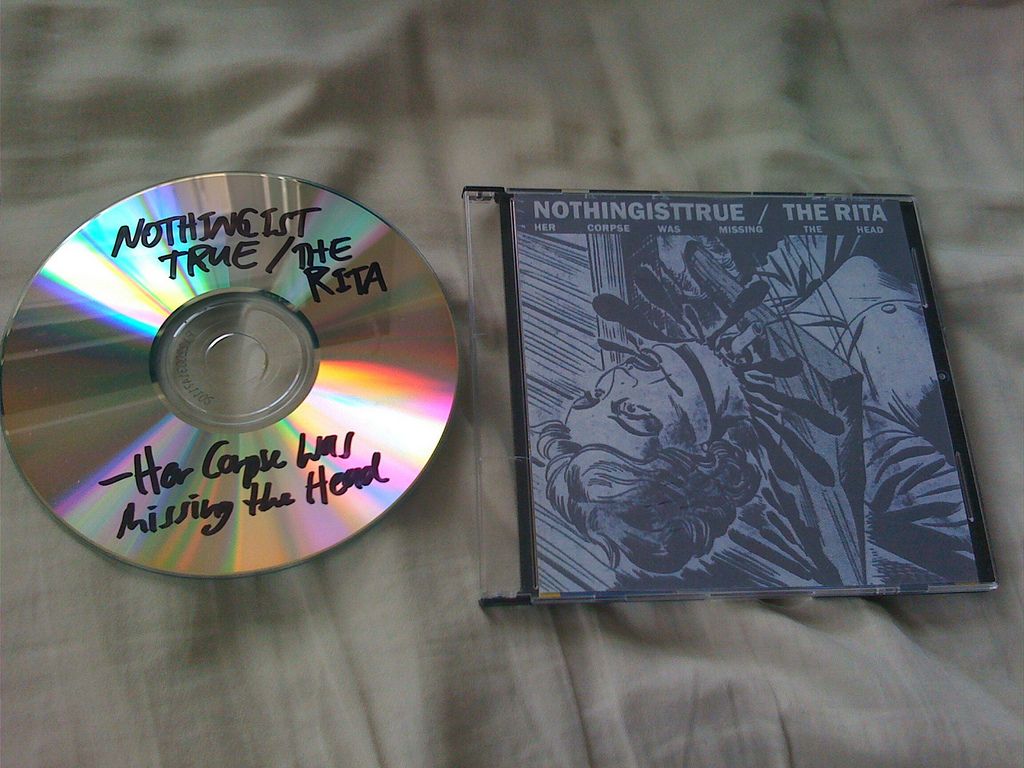 NOTHINGIST
TRUE / THE
RITA
-Her Corpse Was
Missing the Head
NOTHINGISTTRUE / THE RITA
HER CORPSE WAS MISSING THE HEAD